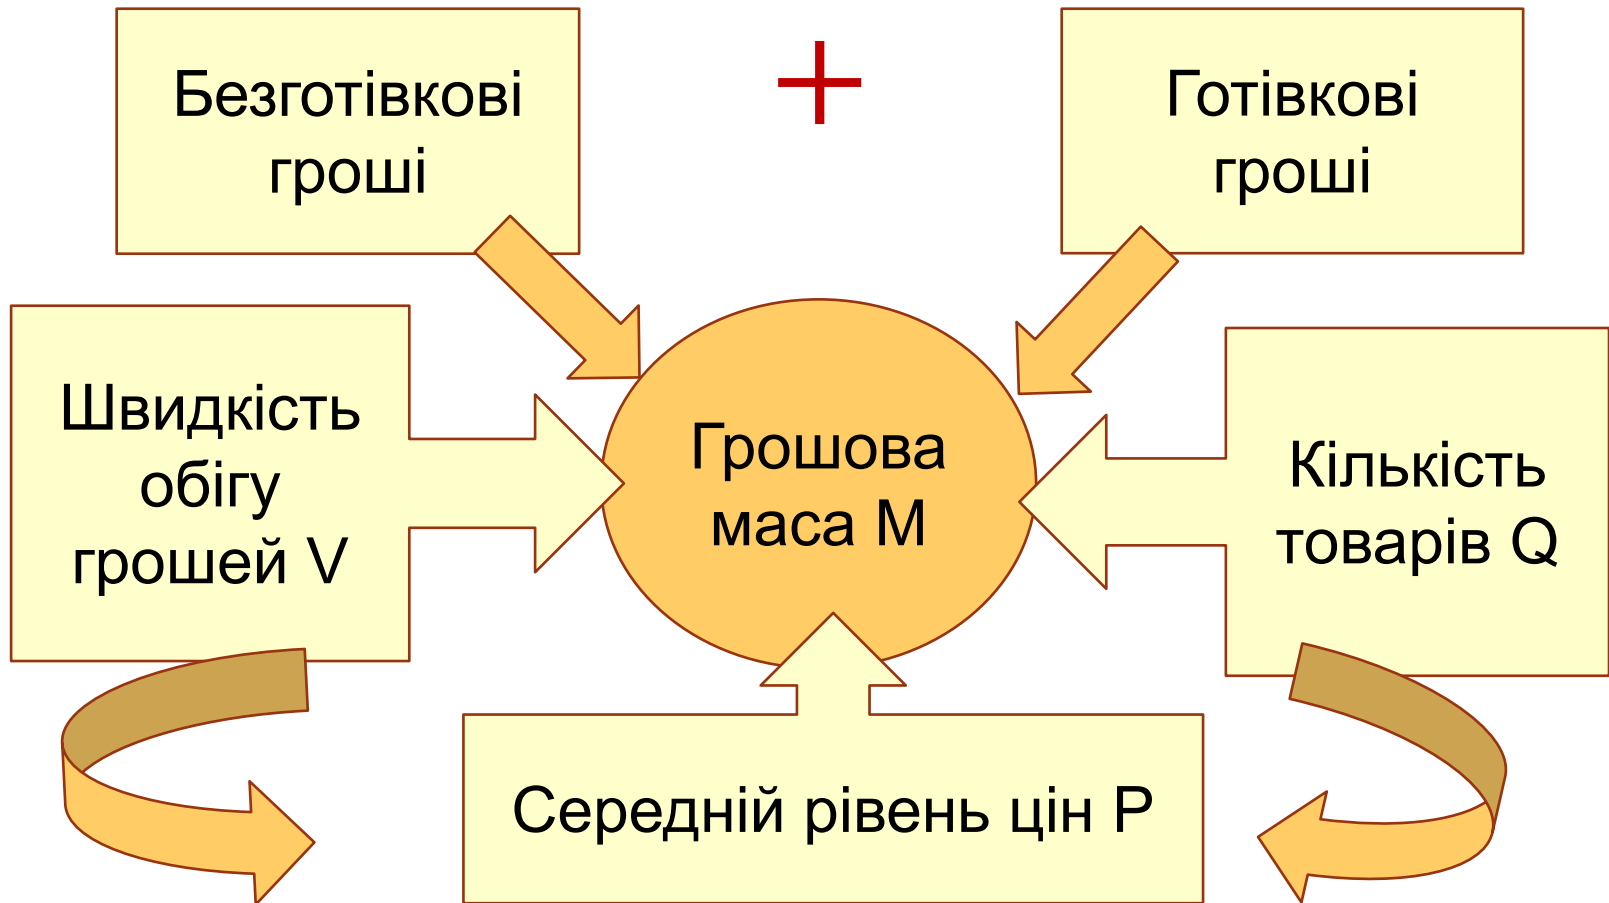 Безготівкові
гроші
+
Готівкові
гроші
Швидкість
обігу
грошей V
Грошова
маса М
Кількість
товарів Q
Середній рівень цін Р